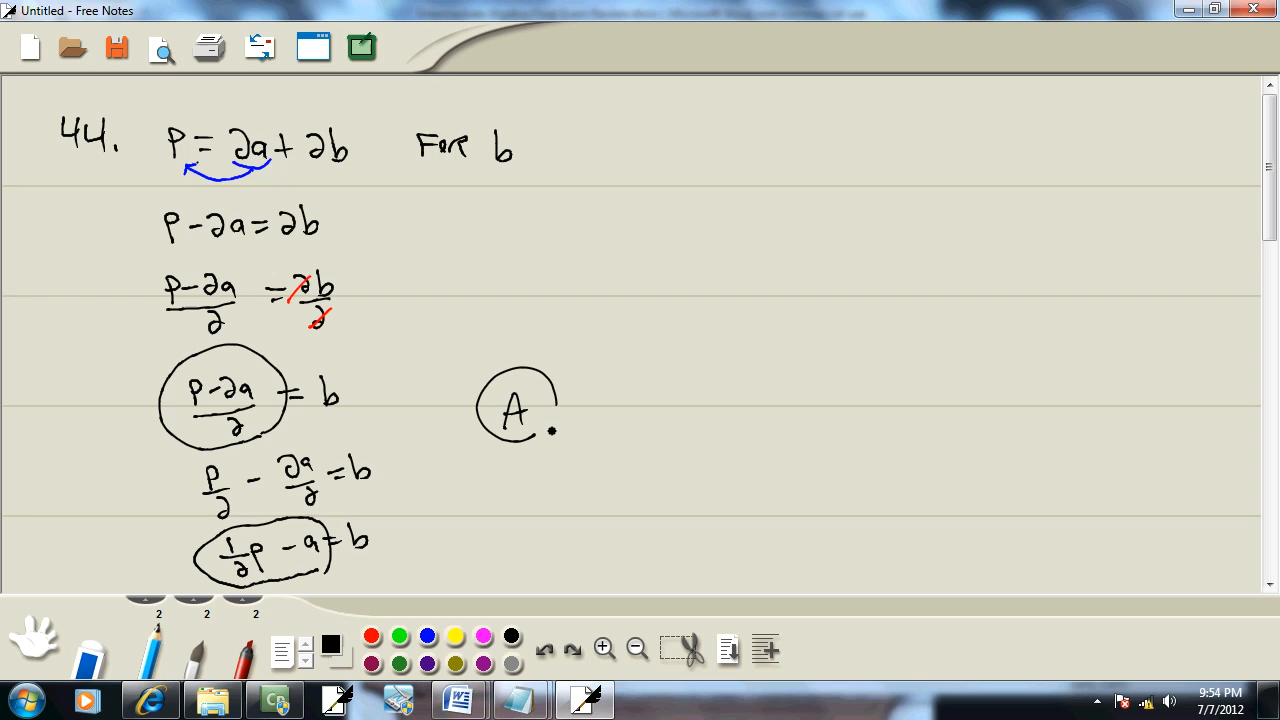 Untitled - Free Notes
44. P = 2a + 2b For b
P - 2a = 2b
P - 2a / 2 = 2b / 2
P - 2a / 2 = b
A
P / 2 - 2a / 2 = b
1/2 P - a = b
2 2 2
9:54 PM
7/7/2012